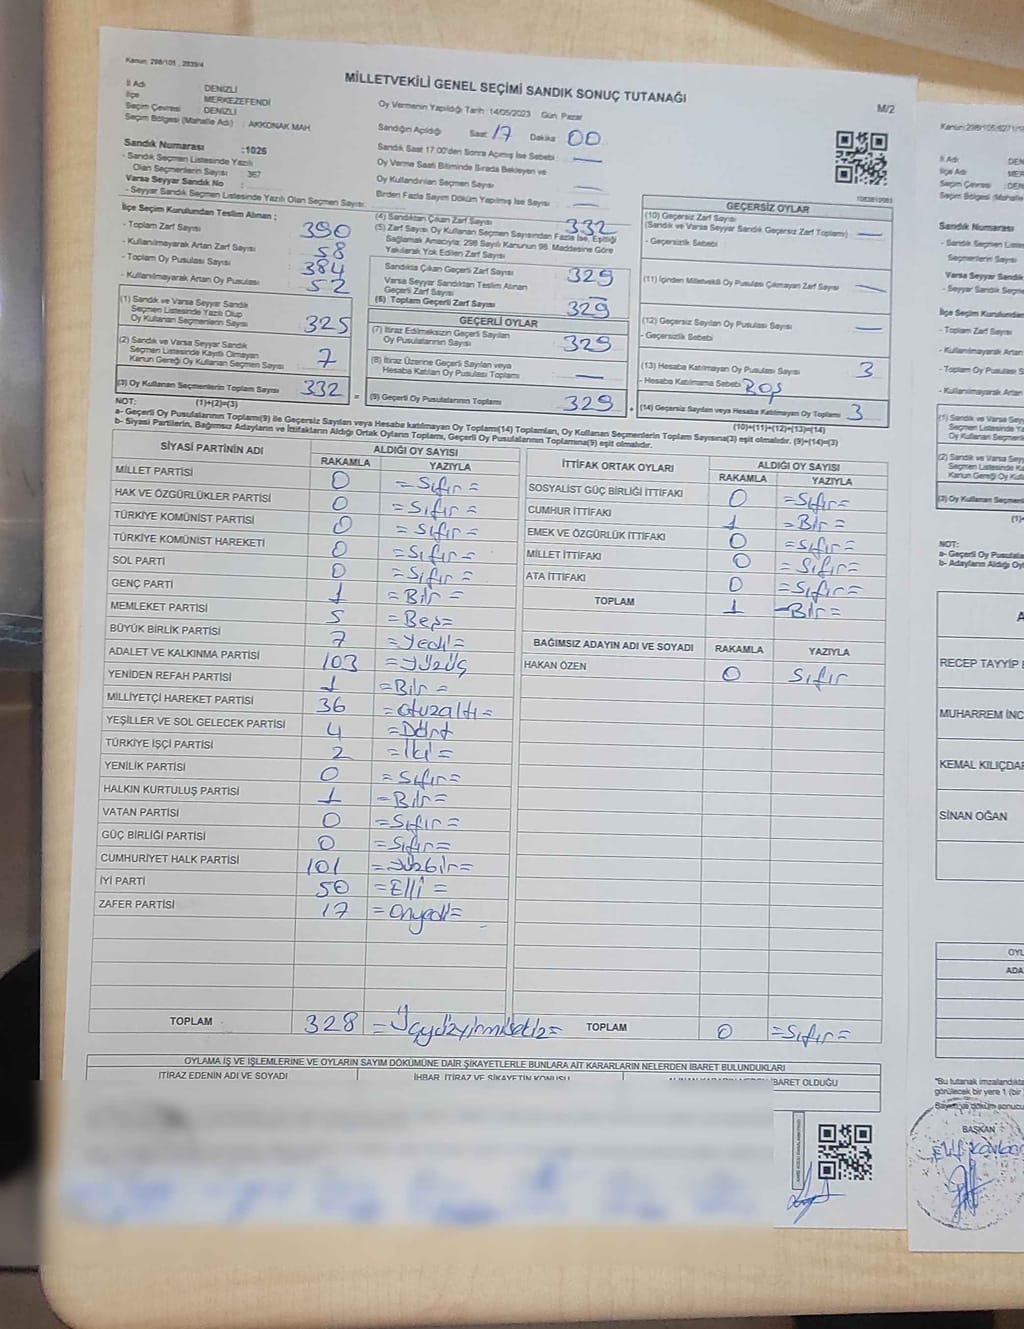 Kanun: 298/105 , 2839/4
MİLLETVEKİLİ GENEL SEÇİMİ SANDIK SONUÇ TUTANAĞI
M/2
İl Adı DENİZLİ
İlçe MERKEZEFENDİ
Seçim Çevresi : DENİZLİ
Seçim Bölgesi (Mahalle Adı) : AKKONAK MAH.
Oy Vermenin Yapıldığı Tarih :14/05/2023 Gün: Pazar
Sandığın Açıldığı Saat: 17 Dakika 00
Sandık Saat 17.00'den Sonra Açılmış İse Sebebi —
Oy Verme Saati Bitiminde Sırada Bekleyen ve
Oy Kullandırılan Seçmen Sayısı —
Birden Fazla Sayım Döküm Yapılmış İse Sayısı —
Sandık Numarası :1026
- Sandık Seçmen Listesinde Yazılı
Olan Seçmenlerin Sayısı : 367
Varsa Seyyar Sandık No :
- Seyyar Sandık Seçmen Listesinde Yazılı Olan Seçmen Sayısı:
İlçe Seçim Kurulundan Teslim Alınan ;
- Toplam Zarf Sayısı 390
- Kullanılmayarak Artan Zarf Sayısı 58
- Toplam Oy Pusulası Sayısı 384
- Kullanılmayarak Artan Oy Pusulası 52
(1) Sandık ve Varsa Seyyar Sandık
Seçmen Listesinde Yazılı Olup
Oy Kullanan Seçmenlerin Sayısı 325
(2) Sandık ve Varsa Seyyar Sandık
Seçmen Listesinde Kayıtlı Olmayan
Kanun Gereği Oy Kullanan Seçmen Sayısı 7
(3) Oy Kullanan Seçmenlerin Toplam Sayısı 332
(4) Sandıktan Çıkan Zarf Sayısı 332
(5) Zarf Sayısı Oy Kullanan Seçmen Sayısından Fazla İse, Eşitliği
Sağlamak Amacıyla; 298 Sayılı Kanunun 98. Maddesine Göre
Yakılarak Yok Edilen Zarf Sayısı
Sandıkta Çıkan Geçerli Zarf Sayısı 329
Varsa Seyyar Sandıktan Teslim Alınan
Geçerli Zarf Sayısı —
(6) Toplam Geçerli Zarf Sayısı 329
GEÇERLİ OYLAR
(7) İtiraz Edilmeksizin Geçerli Sayılan
Oy Pusulalarının Sayısı 329
(8) İtiraz Üzerine Geçerli Sayılan veya
Hesaba Katılan Oy Pusulası Toplamı —
(9) Geçerli Oy Pusulalarının Toplamı 329
GEÇERSİZ OYLAR
(10) Geçersiz Zarf Sayısı
(Sandık ve Varsa Seyyar Sandık Geçersiz Zarf Toplamı) —
- Geçersizlik Sebebi
(11) İçinden Milletvekili Oy Pusulası Çıkmayan Zarf Sayısı —
(12) Geçersiz Sayılan Oy Pusulası Sayısı —
- Geçersizlik Sebebi
(13) Hesaba Katılmayan Oy Pusulası Sayısı 3
- Hesaba Katılmama Sebebi Boş
(14) Geçersiz Sayılan veya Hesaba Katılmayan Oy Toplamı 3
NOT: (1)+(2)=(3)
(10)+(11)+(12)+(13)=(14)
a- Geçerli Oy Pusulalarının Toplamı(9) ile Geçersiz Sayılan veya Hesaba katılmayan Oy Toplamı(14) Toplamları, Oy Kullanan Seçmenlerin Toplam Sayısına(3) eşit olmalıdır. (9)+(14)=(3)
b- Siyasi Partilerin, Bağımsız Adayların ve İttifakların Aldığı Ortak Oyların Toplamı, Geçerli Oy Pusulalarının Toplamına(9) eşit olmalıdır.
SİYASİ PARTİNİN ADI ALDIĞI OY SAYISI
RAKAMLA YAZIYLA
MİLLET PARTİSİ 0 =Sıfır=
HAK VE ÖZGÜRLÜKLER PARTİSİ 0 =Sıfır=
TÜRKİYE KOMÜNİST PARTİSİ 0 =Sıfır=
TÜRKİYE KOMÜNİST HAREKETİ 0 =Sıfır=
SOL PARTİ 0 =Sıfır=
GENÇ PARTİ 1 =Bir=
MEMLEKET PARTİSİ 5 =Beş=
BÜYÜK BİRLİK PARTİSİ 7 =Yedi=
ADALET VE KALKINMA PARTİSİ 103 =Yüzüç
YENİDEN REFAH PARTİSİ 1 =Bir=
MİLLİYETÇİ HAREKET PARTİSİ 36 =otuzaltı=
YEŞİLLER VE SOL GELECEK PARTİSİ 4 =Dört
TÜRKİYE İŞÇİ PARTİSİ 2 =İki=
YENİLİK PARTİSİ 0 =Sıfır=
HALKIN KURTULUŞ PARTİSİ 1 =Bir=
VATAN PARTİSİ 0 =Sıfır=
GÜÇ BİRLİĞİ PARTİSİ 0 =Sıfır=
CUMHURİYET HALK PARTİSİ 101 =Yüzbir=
İYİ PARTİ 50 =Elli=
ZAFER PARTİSİ 17 =Onyedi=
TOPLAM 328 =Üçyüzyirmisekiz=
İTTİFAK ORTAK OYLARI ALDIĞI OY SAYISI
RAKAMLA YAZIYLA
SOSYALİST GÜÇ BİRLİĞİ İTTİFAKI 0 =Sıfır=
CUMHUR İTTİFAKI 1 =Bir=
EMEK VE ÖZGÜRLÜK İTTİFAKI 0 =Sıfır=
MİLLET İTTİFAKI 0 =Sıfır=
ATA İTTİFAKI 0 =Sıfır=
TOPLAM 1 =Bir=
BAĞIMSIZ ADAYIN ADI VE SOYADI RAKAMLA YAZIYLA
HAKAN ÖZEN 0 Sıfır
TOPLAM 0 =Sıfır=
OYLAMA İŞ VE İŞLEMLERİNE VE OYLARIN SAYIM DÖKÜMÜNE DAİR ŞİKAYETLERLE BUNLARA AİT KARARLARIN NELERDEN İBARET BULUNDUKLARI
İTİRAZ EDENİN ADI VE SOYADI İHBAR, İTİRAZ VE ŞİKAYETİN KONUSU İBARET OLDUĞU
İl Adı
İlçe
Seçim Çevresi
Seçim Bölgesi (Mahalle
Sandık Numarası
- Sandık Seçmen
Seçmenlerin Sayısı
Varsa Seyyar Sandık
- Seyyar Sandık
İlçe Seçim Kurulundan
- Toplam Zarf Sayısı
- Kullanılmayarak Artan
- Toplam Oy Pusulası
- Kullanılmayarak Artan
(1) Sandık ve Varsa Seyyar
Seçmen Listesinde
Oy Kullanan
(2) Sandık ve Varsa
Seçmen Listesinde
Kanun Gereği
(3) Oy Kullanan
NOT:
a- Geçerli Oy
b- Adayların Aldığı
RECEP TAYYİP
MUHARREM
KEMAL
SİNAN OĞAN
OYL
ADA
"Bu tutanak
görülecek bir yere 1 (bir
BAŞKAN